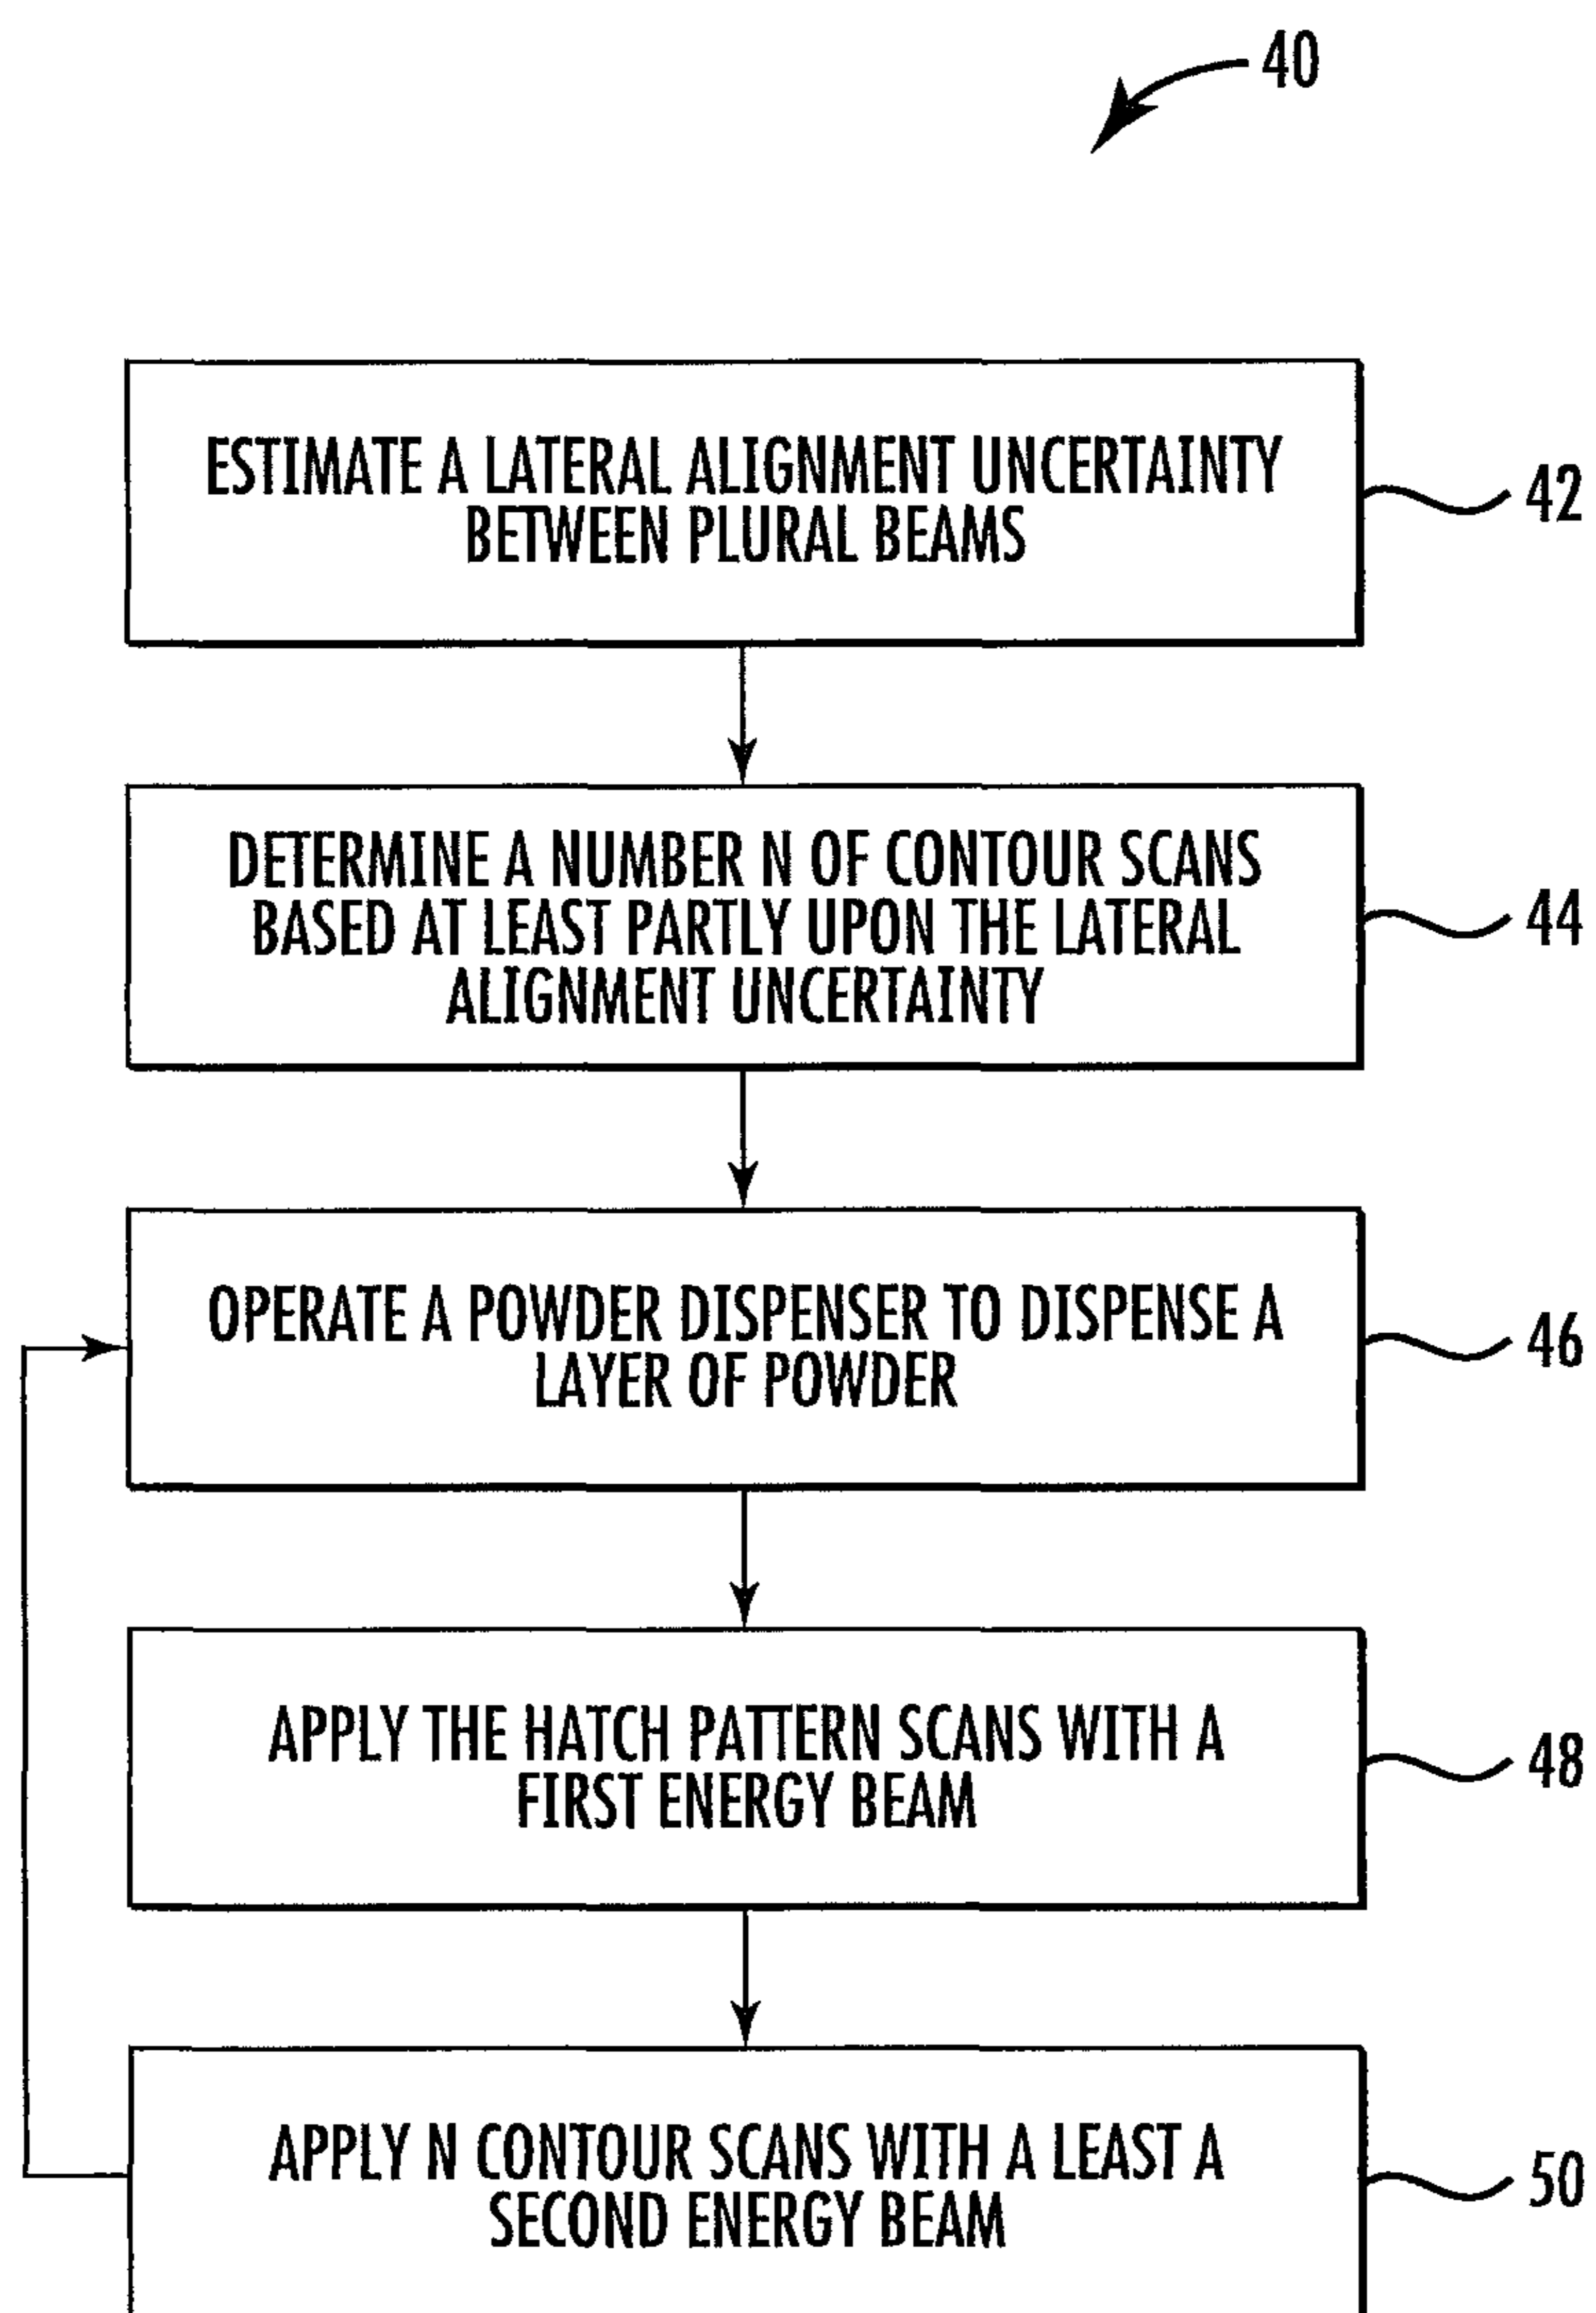 40
ESTIMATE A LATERAL ALIGNMENT UNCERTAINTY
BETWEEN PLURAL BEAMS
42
DETERMINE A NUMBER N OF CONTOUR SCANS
BASED AT LEAST PARTLY UPON THE LATERAL
ALIGNMENT UNCERTAINTY
44
OPERATE A POWDER DISPENSER TO DISPENSE A
LAYER OF POWDER
46
APPLY THE HATCH PATTERN SCANS WITH A
FIRST ENERGY BEAM
48
APPLY N CONTOUR SCANS WITH A LEAST A
SECOND ENERGY BEAM
50